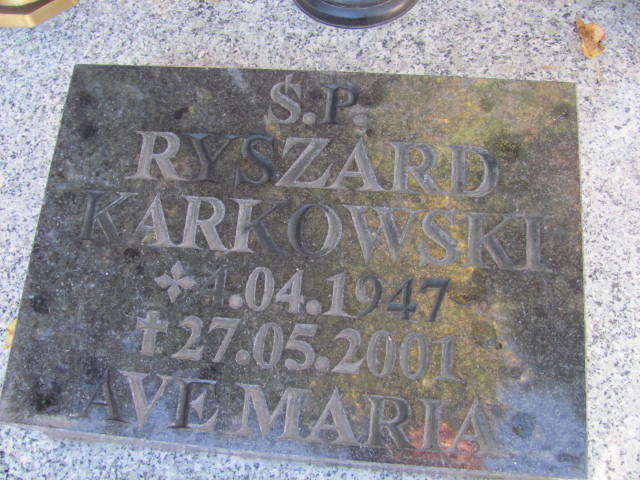 Ś.P.
RYSZARD
KARKOWSKI
4.04.1947
27.05.2001
AVE MARIA